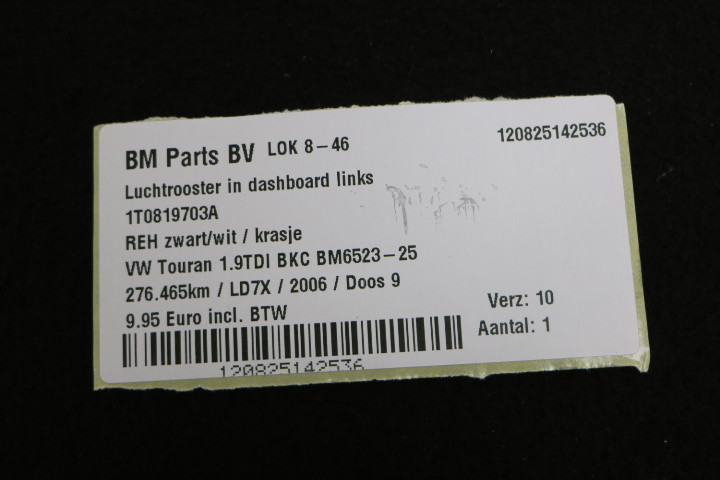 BM Parts BV LOK 8-46 120825142536
Luchtrooster in dashboard links
1T0819703A
REH zwart/wit / krasje
VW Touran 1.9TDI BKC BM6523-25
276.465km / LD7X / 2006 / Doos 9
9.95 Euro incl. BTW Verz: 10
Aantal: 1
120825142536